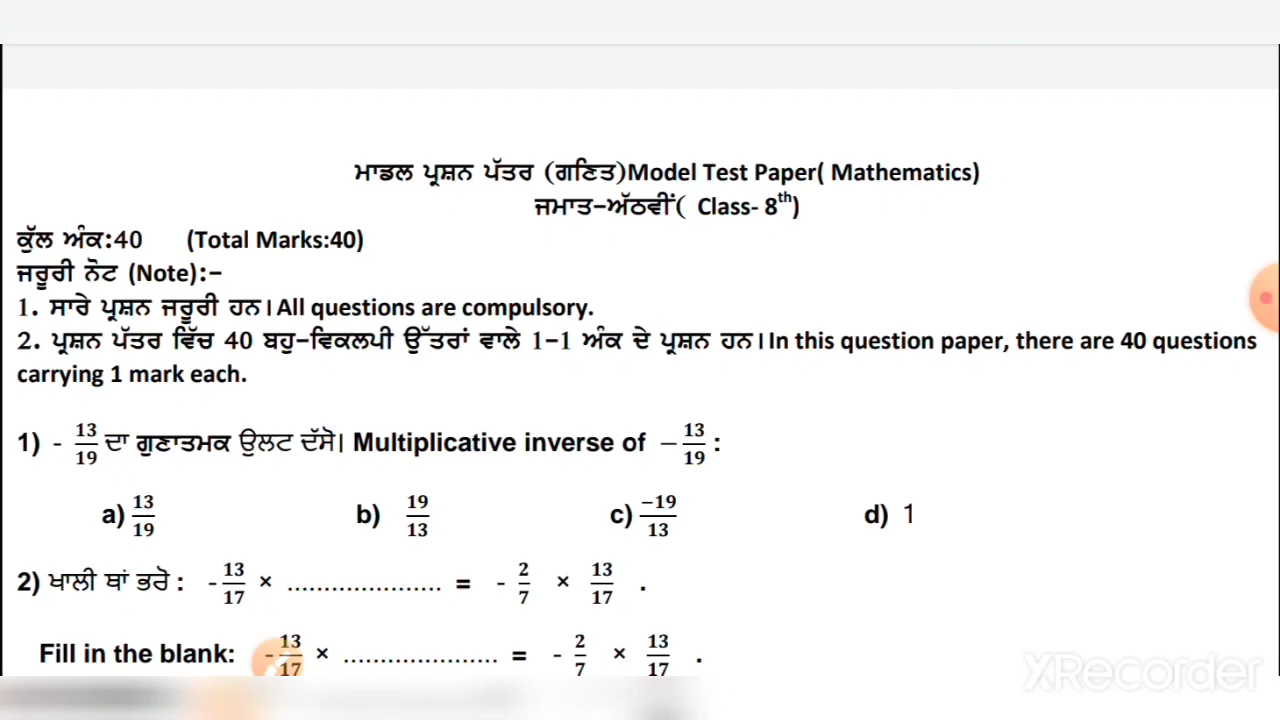 ਮਾਡਲ ਪ੍ਰਸ਼ਨ ਪੱਤਰ (ਗਣਿਤ)Model Test Paper( Mathematics)
ਜਮਾਤ-ਅੱਠਵੀਂ( Class- 8th)
ਕੁੱਲ ਅੰਕ:40 (Total Marks:40)
ਜਰੂਰੀ ਨੋਟ (Note):-
1. ਸਾਰੇ ਪ੍ਰਸ਼ਨ ਜਰੂਰੀ ਹਨ। All questions are compulsory.
2. ਪ੍ਰਸ਼ਨ ਪੱਤਰ ਵਿੱਚ 40 ਬਹੁ-ਵਿਕਲਪੀ ਉੱਤਰਾਂ ਵਾਲੇ 1-1 ਅੰਕ ਦੇ ਪ੍ਰਸ਼ਨ ਹਨ। In this question paper, there are 40 questions
carrying 1 mark each.
1) - 13/19 ਦਾ ਗੁਣਾਤਮਕ ਉਲਟ ਦੱਸੋ। Multiplicative inverse of − 13/19 :
a) 13/19 b) 19/13 c) −19/13 d) 1
2) ਖਾਲੀ ਥਾਂ ਭਰੋ : - 13/17 × ..................... = - 2/7 × 13/17 .
Fill in the blank: - 13/17 × ..................... = - 2/7 × 13/17 .
XRecorder